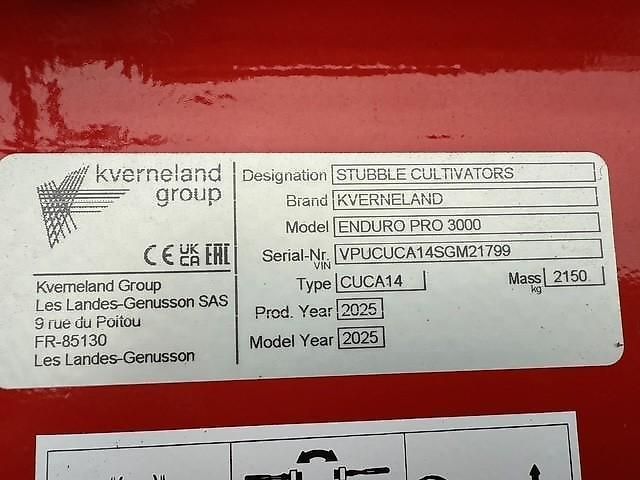 kverneland
group
CE UK CA EAC
Kverneland Group
Les Landes-Genusson SAS
9 rue du Poitou
FR-85130
Les Landes-Genusson
Designation STUBBLE CULTIVATORS
Brand KVERNELAND
Model ENDURO PRO 3000
Serial-Nr. VIN VPUCUCA14SGM21799
Type CUCA14 Mass kg 2150
Prod. Year 2025
Model Year 2025